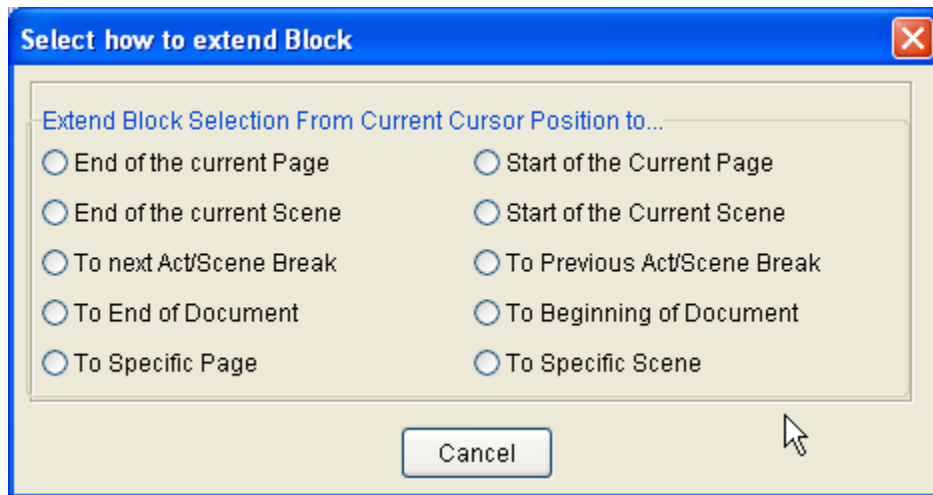 Select how to extend Block
Extend Block Selection From Current Cursor Position to...
End of the current Page
Start of the Current Page
End of the current Scene
Start of the Current Scene
To next Act/Scene Break
To Previous Act/Scene Break
To End of Document
To Beginning of Document
To Specific Page
To Specific Scene
Cancel